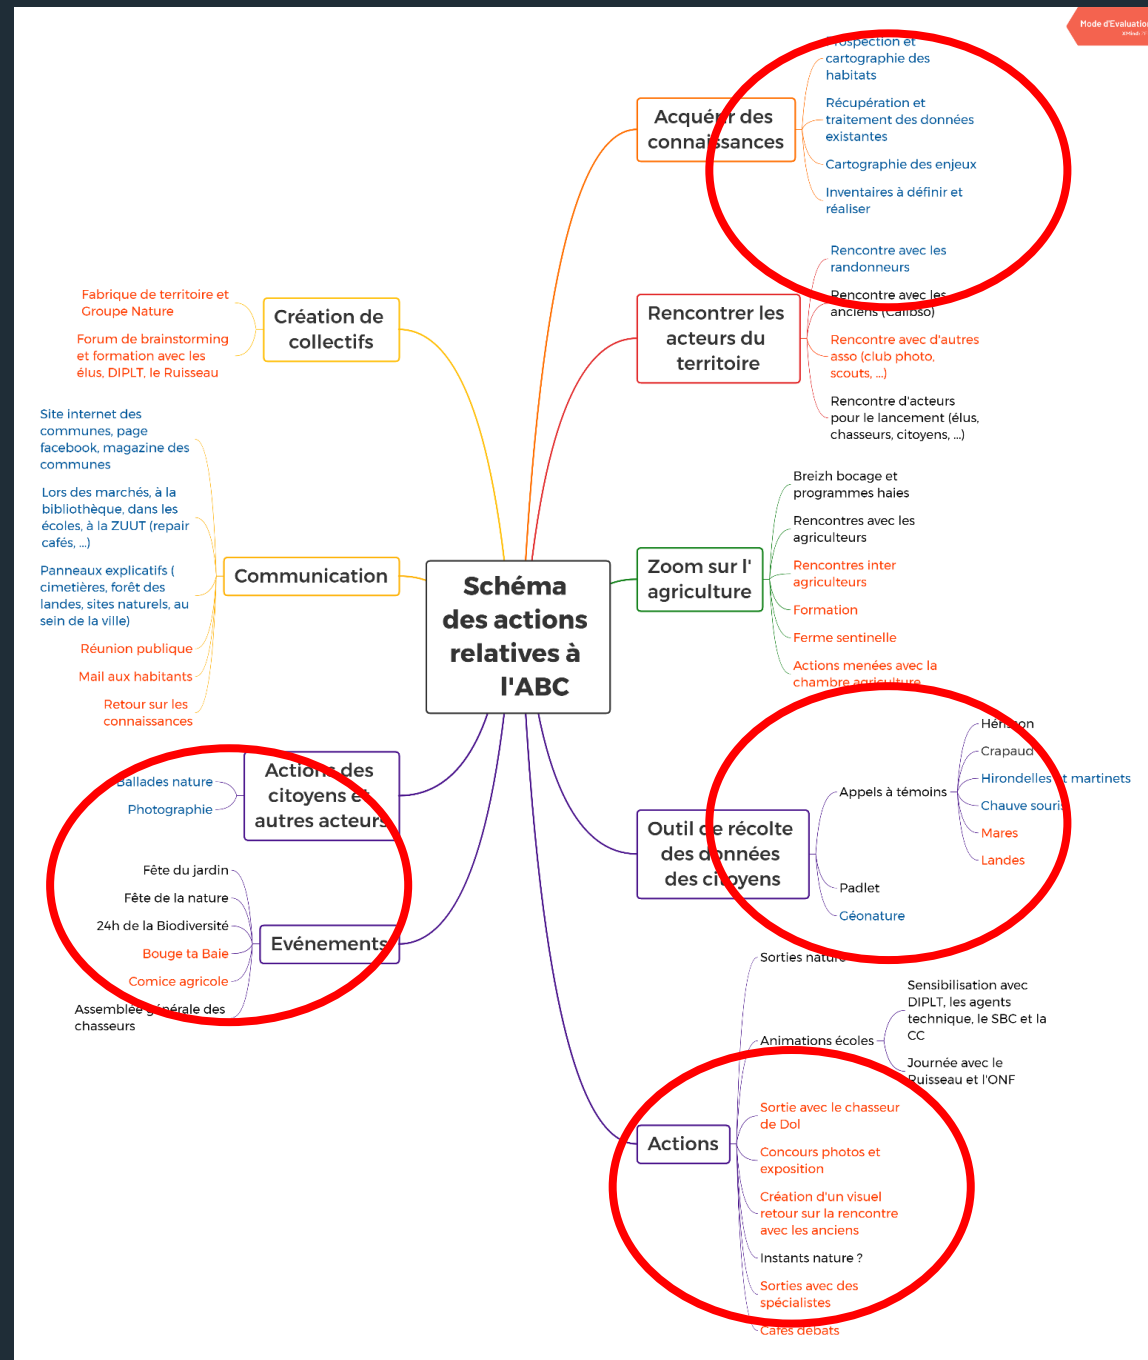 Mode d'Evaluation
Prospection et
cartographie des
habitats
Acquérir des
connaissances
Récupération et
traitement des données
existantes
Cartographie des enjeux
Inventaires à définir et
réaliser
Rencontrer les
acteurs du
territoire
Rencontre avec les
randonneurs
Rencontre avec les
anciens (Calibso)
Rencontre avec d'autres
asso (club photo,
scouts, ...)
Rencontre d'acteurs
pour le lancement (élus,
chasseurs, citoyens, ...)
Fabrique de territoire et
Groupe Nature
Forum de brainstorming
et formation avec les
élus, DIPLT, le Ruisseau
Création de
collectifs
Site internet des
communes, page
facebook, magazine des
communes
Lors des marchés, à la
bibliothèque, dans les
écoles, à la ZUUT (repair
cafés, ...)
Panneaux explicatifs (
cimetières, forêt des
landes, sites naturels, au
sein de la ville)
Réunion publique
Mail aux habitants
Retour sur les
connaissances
Communication
Schéma
des actions
relatives à
l'ABC
Zoom sur l'
agriculture
Breizh bocage et
programmes haies
Rencontres avec les
agriculteurs
Rencontres inter
agriculteurs
Formation
Ferme sentinelle
Actions menées avec la
chambre agriculture
Ballades nature
Photographie
Actions des
citoyens et
autres acteurs
Fête du jardin
Fête de la nature
24h de la Biodiversité
Bouge ta Baie
Comice agricole
Assemblée générale des
chasseurs
Evénements
Outil de récolte
des données
des citoyens
Appels à témoins
Hérisson
Crapaud
Hirondelles et martinets
Chauve souris
Mares
Landes
Padlet
Géonature
Actions
Sorties nature
Animations écoles
Sensibilisation avec
DIPLT, les agents
technique, le SBC et la
CC
Journée avec le
Ruisseau et l'ONF
Sortie avec le chasseur
de Dol
Concours photos et
exposition
Création d'un visuel
retour sur la rencontre
avec les anciens
Instants nature ?
Sorties avec des
spécialistes
Cafés débats